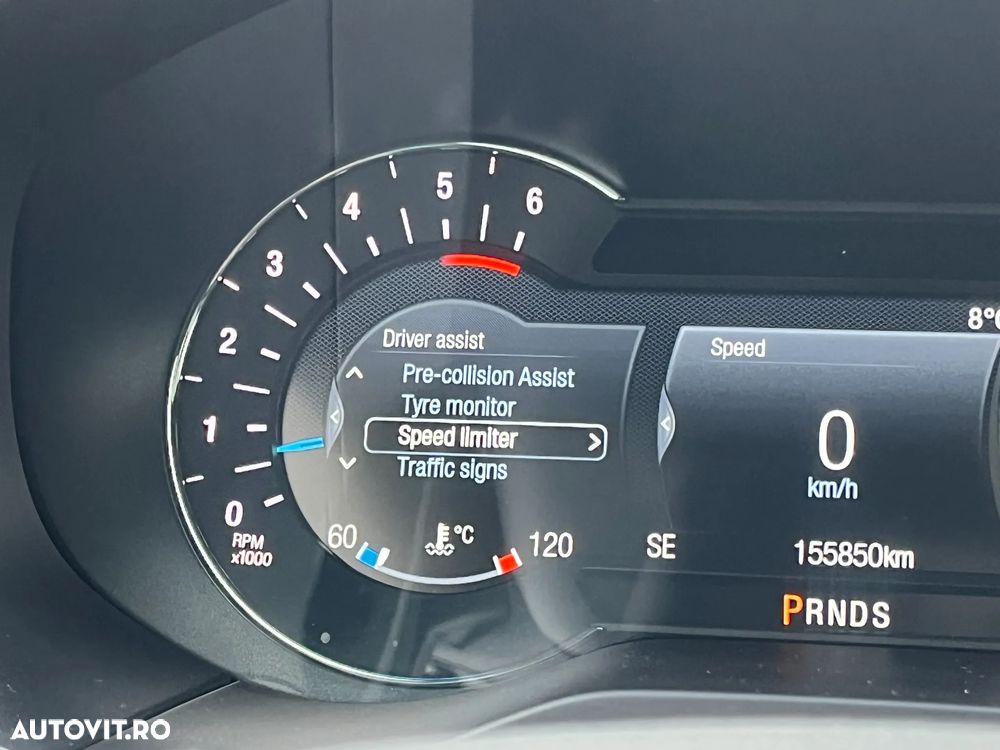 6
5
4
3
2
1
0
RPM
x1000
Driver assist
Pre-collision Assist
Tyre monitor
Speed limiter
Traffic signs
60 °C 120
8°
Speed
0
km/h
SE 155850km
PRNDS
AUTOVIT.RO